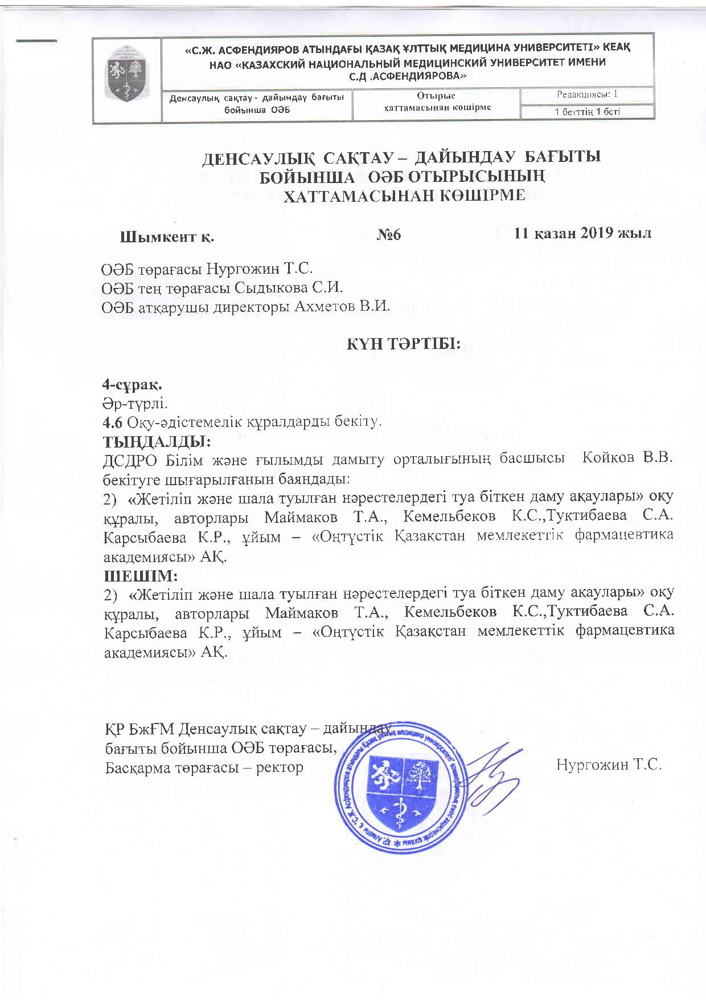 «С.Ж. АСФЕНДИЯРОВ АТЫНДАҒЫ ҚАЗАҚ ҰЛТТЫҚ МЕДИЦИНА УНИВЕРСИТЕТІ» КЕАҚ
НАО «КАЗАХСКИЙ НАЦИОНАЛЬНЫЙ МЕДИЦИНСКИЙ УНИВЕРСИТЕТ ИМЕНИ
С.Д .АСФЕНДИЯРОВА»
Денсаулық сақтау - дайындау бағыты
бойынша ОӘБ
Отырыс
хаттамасынан көшірме
Редакциясы: 1
1 беттің 1 беті
ДЕНСАУЛЫҚ САҚТАУ – ДАЙЫНДАУ БАҒЫТЫ
БОЙЫНША ОӘБ ОТЫРЫСЫНЫҢ
ХАТТАМАСЫНАН КӨШІРМЕ
Шымкент қ. №6 11 қазан 2019 жыл
ОӘБ төрағасы Нургожин Т.С.
ОӘБ тең төрағасы Сыдыкова С.И.
ОӘБ атқарушы директоры Ахметов В.И.
КҮН ТӘРТІБІ:
4-сұрақ.
Әр-түрлі.
4.6 Оқу-әдістемелік құралдарды бекіту.
ТЫҢДАЛДЫ:
ДСДРО Білім және ғылымды дамыту орталығының басшысы Койков В.В.
бекітуге шығарылғанын баяндады:
2) «Жетіліп және шала туылған нәрестелердегі туа біткен даму ақаулары» оқу
құралы, авторлары Маймаков Т.А., Кемельбеков К.С.,Туктибаева С.А.
Карсыбаева К.Р., ұйым – «Оңтүстік Қазақстан мемлекеттік фармацевтика
академиясы» АҚ.
ШЕШІМ:
2) «Жетіліп және шала туылған нәрестелердегі туа біткен даму ақаулары» оқу
құралы, авторлары Маймаков Т.А., Кемельбеков К.С.,Туктибаева С.А.
Карсыбаева К.Р., ұйым – «Оңтүстік Қазақстан мемлекеттік фармацевтика
академиясы» АҚ.
ҚР БжҒМ Денсаулық сақтау – дайындау
бағыты бойынша ОӘБ төрағасы,
Басқарма төрағасы – ректор
Нургожин Т.С.
ҚР, Алматы қ. "С.Ж. Асфендияров атындағы Қазақ ұлттық медицина университеті" коммерциялық емес акционерлік қоғамы